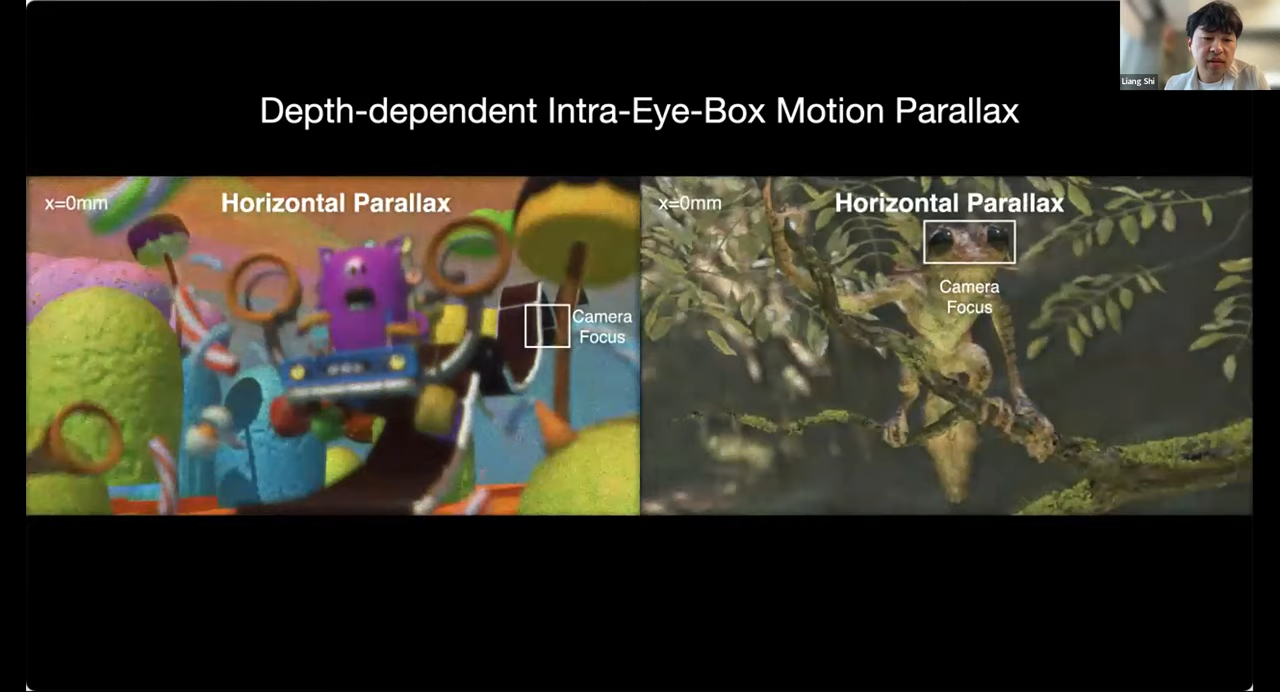 Liang Shi
Depth-dependent Intra-Eye-Box Motion Parallax
x=0mm
Horizontal Parallax
Camera
Focus
x=0mm
Horizontal Parallax
Camera
Focus